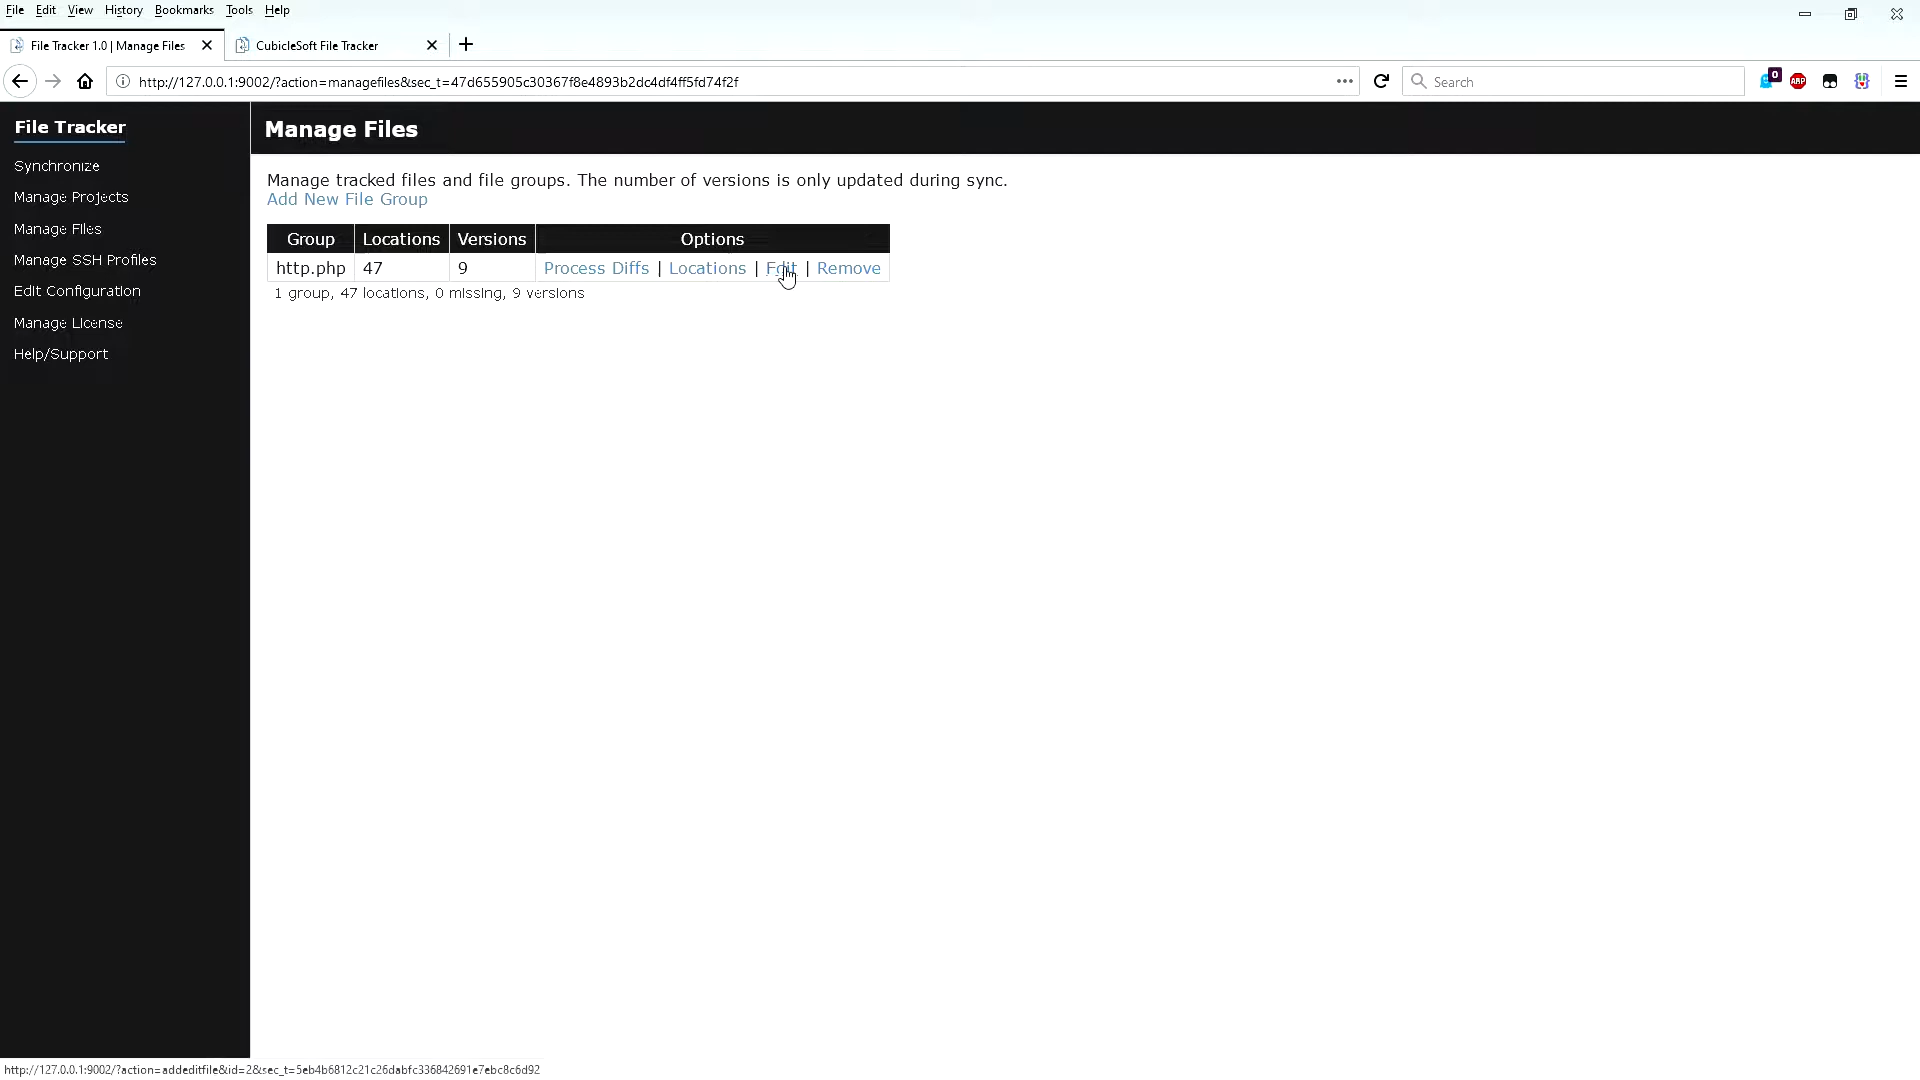 File Edit View History Bookmarks Tools Help
File Tracker 1.0 | Manage Files
CubicleSoft File Tracker
http://127.0.0.1:9002/?action=managefiles&sec_t=47d655905c30367f8e4893b2dc4df4ff5fd74f2f
Search
0
ABP
File Tracker
Synchronize
Manage Projects
Manage Files
Manage SSH Profiles
Edit Configuration
Manage License
Help/Support
Manage Files
Manage tracked files and file groups. The number of versions is only updated during sync.
Add New File Group
Group Locations Versions Options
http.php 47 9 Process Diffs | Locations | Edit | Remove
1 group, 47 locations, 0 missing, 9 versions
http://127.0.0.1:9002/?action=addeditfile&id=2&sec_t=5eb4b6812c21c26dabfc336842691e7ebc8c6d92